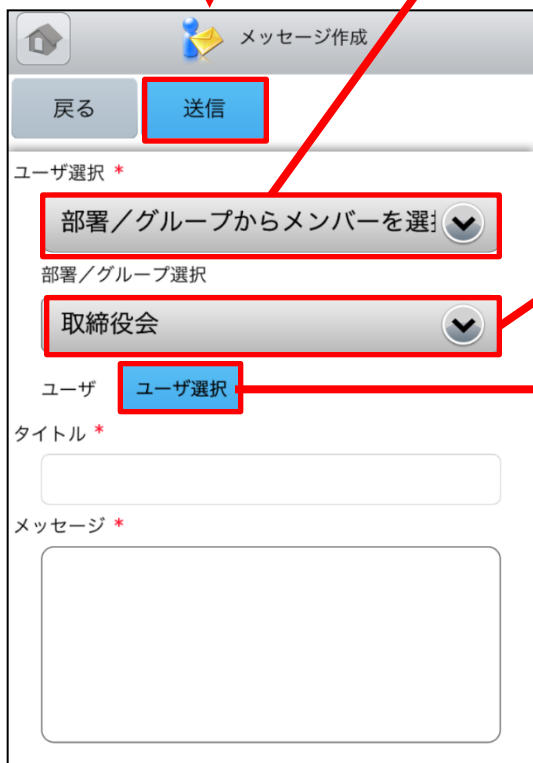 メッセージ作成
戻る 送信
ユーザ選択 *
部署／グループからメンバーを選
部署／グループ選択
取締役会
ユーザ ユーザ選択
タイトル *
メッセージ *